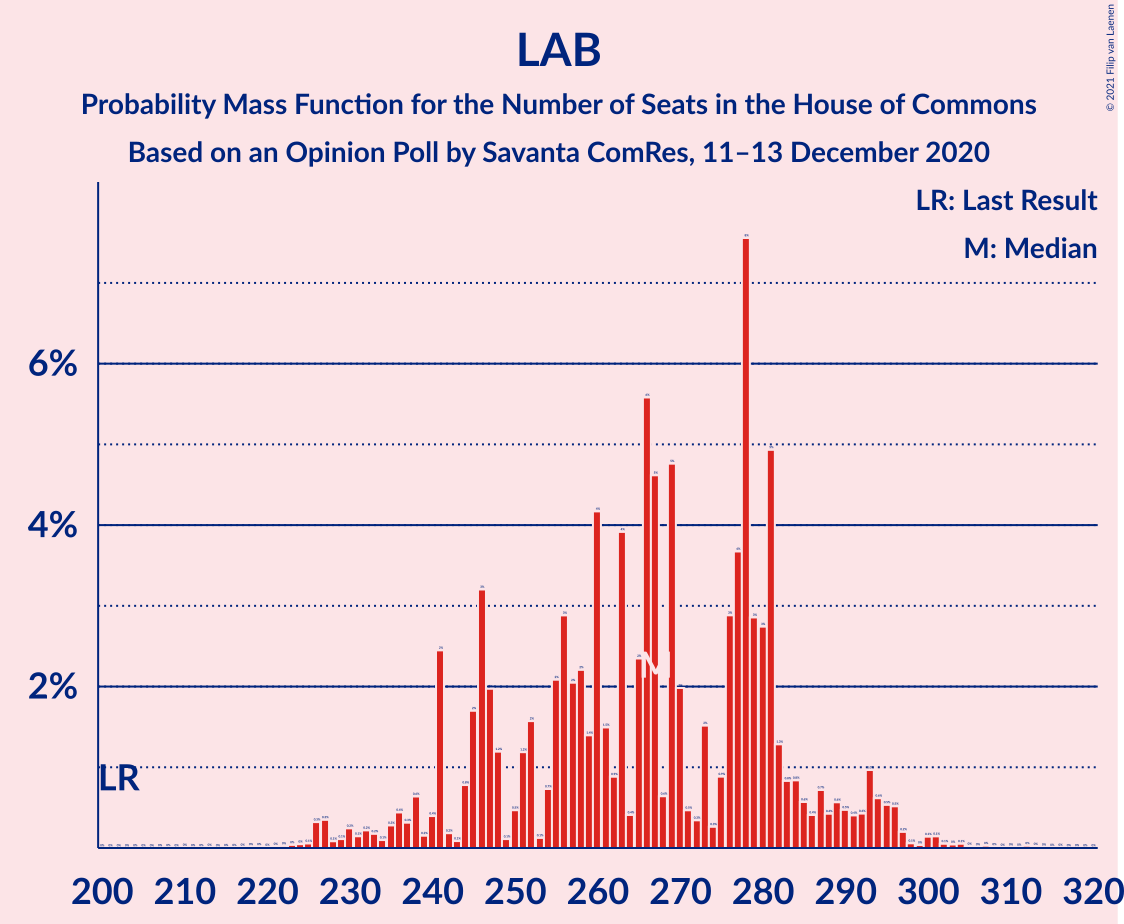 LAB
Probability Mass Function for the Number of Seats in the House of Commons
Based on an Opinion Poll by Savanta ComRes, 11–13 December 2020
© 2021 Filip van Laenen
LR: Last Result
M: Median
6%
4%
2%
LR
M
200 210 220 230 240 250 260 270 280 290 300 310 320